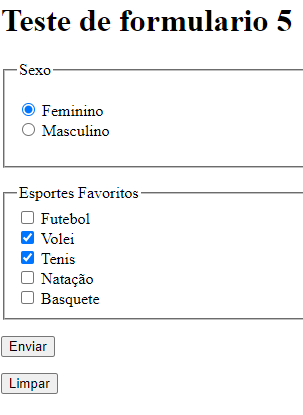 Teste de formulario 5
Sexo
Feminino
Masculino
Esportes Favoritos
Futebol
Volei
Tenis
Natação
Basquete
Enviar
Limpar